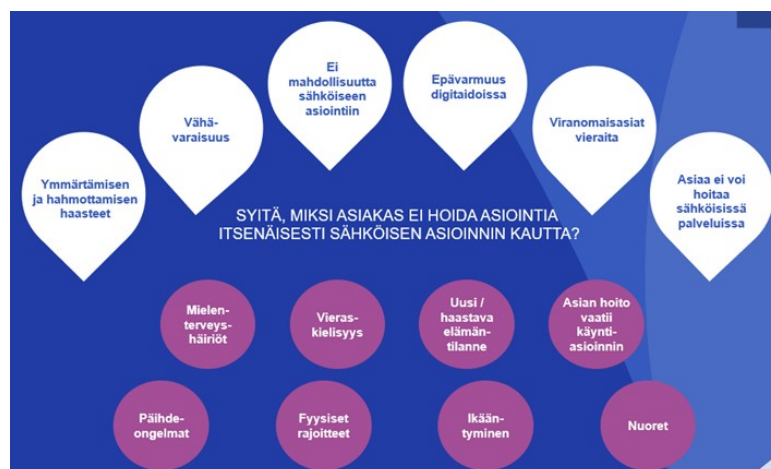 Ymmärtämisen
ja hahmottamisen
haasteet
Vähä-
varaisuus
Ei
mahdollisuutta
sähköiseen
asiointiin
Epävarmuus
digitaidoissa
Viranomaisasiat
vieraita
Asiaa ei voi
hoitaa
sähköisissä
palveluissa
SYITÄ, MIKSI ASIAKAS EI HOIDA ASIOINTIA
ITSENÄISESTI SÄHKÖISEN ASIOINNIN KAUTTA?
Mielen-
terveys-
häiriöt
Vieras-
kielisyys
Uusi /
haastava
elämän-
tilanne
Asian hoito
vaatii
käynti-
asioinnin
Päihde-
ongelmat
Fyysiset
rajoitteet
Ikään-
tyminen
Nuoret